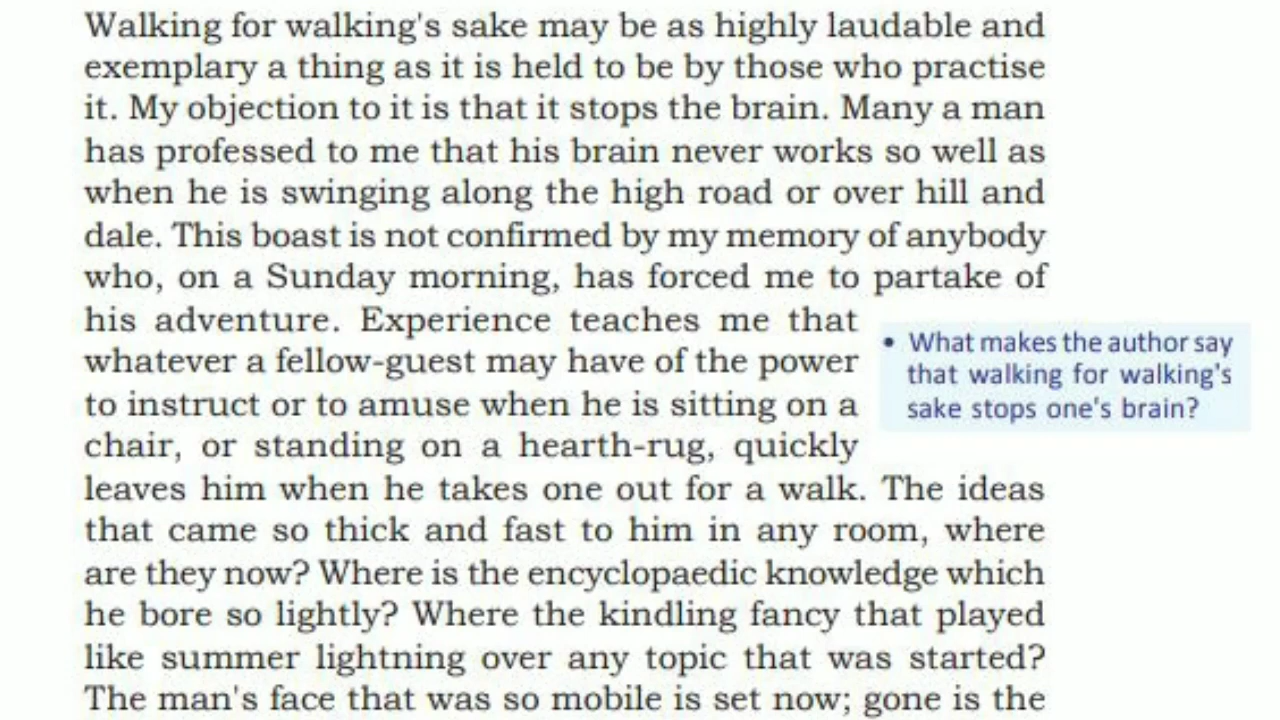 Walking for walking's sake may be as highly laudable and
exemplary a thing as it is held to be by those who practise
it. My objection to it is that it stops the brain. Many a man
has professed to me that his brain never works so well as
when he is swinging along the high road or over hill and
dale. This boast is not confirmed by my memory of anybody
who, on a Sunday morning, has forced me to partake of
his adventure. Experience teaches me that
whatever a fellow-guest may have of the power
to instruct or to amuse when he is sitting on a
chair, or standing on a hearth-rug, quickly
leaves him when he takes one out for a walk. The ideas
that came so thick and fast to him in any room, where
are they now? Where is the encyclopaedic knowledge which
he bore so lightly? Where the kindling fancy that played
like summer lightning over any topic that was started?
The man's face that was so mobile is set now; gone is the
• What makes the author say
that walking for walking's
sake stops one's brain?